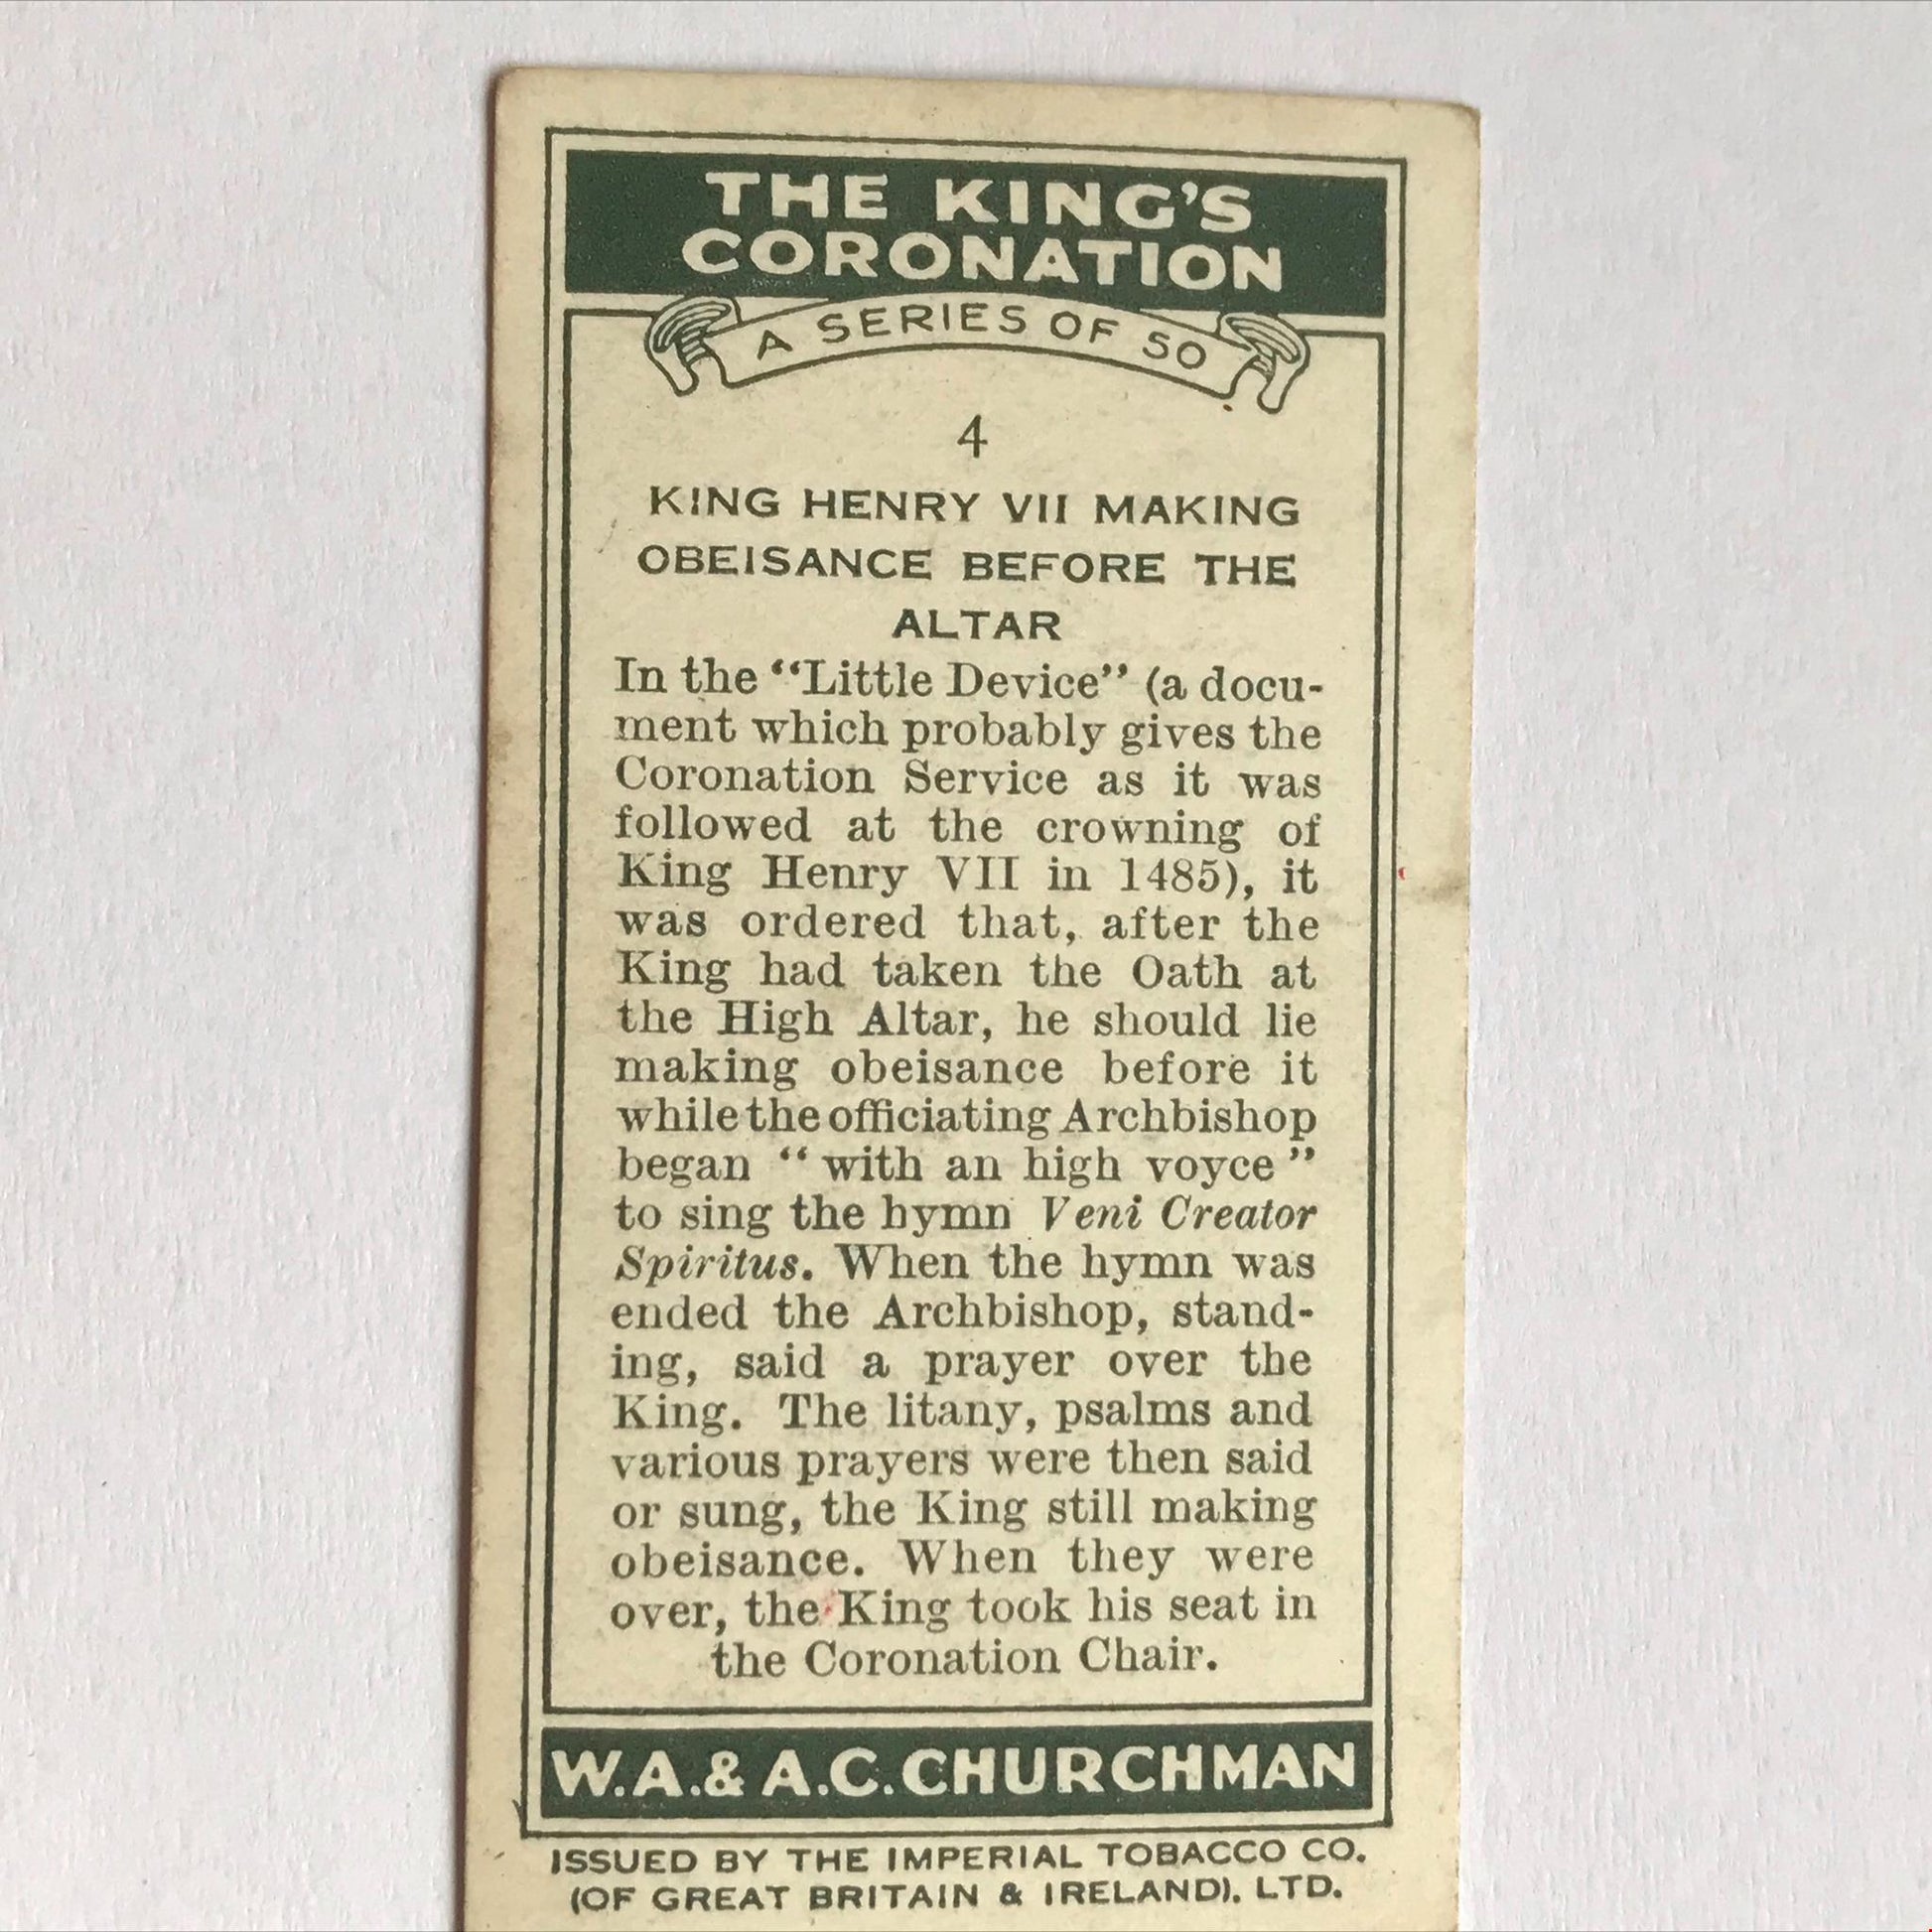 THE KING'S
CORONATION
A SERIES OF 50
4
KING HENRY VII MAKING
OBEISANCE BEFORE THE
ALTAR
In the "Little Device" (a docu-
ment which probably gives the
Coronation Service as it was
followed at the crowning of
King Henry VII in 1485), it
was ordered that, after the
King had taken the Oath at
the High Altar, he should lie
making obeisance before it
while the officiating Archbishop
began "with an high voyce"
to sing the hymn Veni Creator
Spiritus. When the hymn was
ended the Archbishop, stand-
ing, said a prayer over the
King. The litany, psalms and
various prayers were then said
or sung, the King still making
obeisance. When they were
over, the King took his seat in
the Coronation Chair.
W.A.& A.C.CHURCHMAN
ISSUED BY THE IMPERIAL TOBACCO CO.
(OF GREAT BRITAIN & IRELAND), LTD.